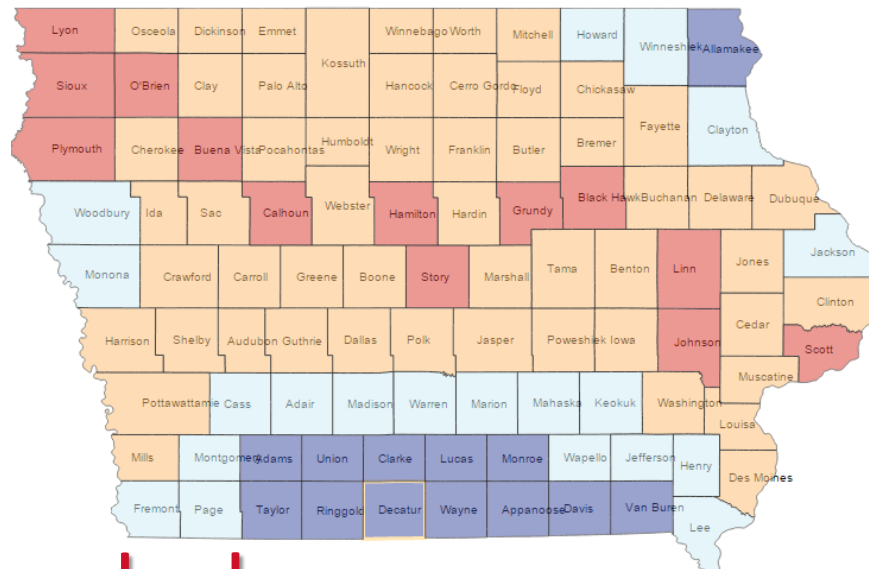 Lyon Osceola Dickinson Emmet Winnebago Worth Mitchell Howard Winneshiek Allamakee
Kossuth
Sioux O'Brien Clay Palo Alto Hancock Cerro Gordo Floyd Chickasaw
Fayette Clayton
Plymouth Cherokee Buena Vista Pocahontas Humboldt Wright Franklin Butler Bremer
Woodbury Ida Sac Calhoun Webster Hamilton Hardin Grundy Black Hawk Buchanan Delaware Dubuque
Jackson
Monona Crawford Carroll Greene Boone Story Marshall Tama Benton Linn Jones
Clinton
Harrison Shelby Audubon Guthrie Dallas Polk Jasper Poweshiek Iowa Johnson Cedar Scott
Muscatine
Pottawattamie Cass Adair Madison Warren Marion Mahaska Keokuk Washington
Louisa
Mills Montgomery Adams Union Clarke Lucas Monroe Wapello Jefferson Henry Des Moines
Fremont Page Taylor Ringgold Decatur Wayne Appanoose Davis Van Buren
Lee